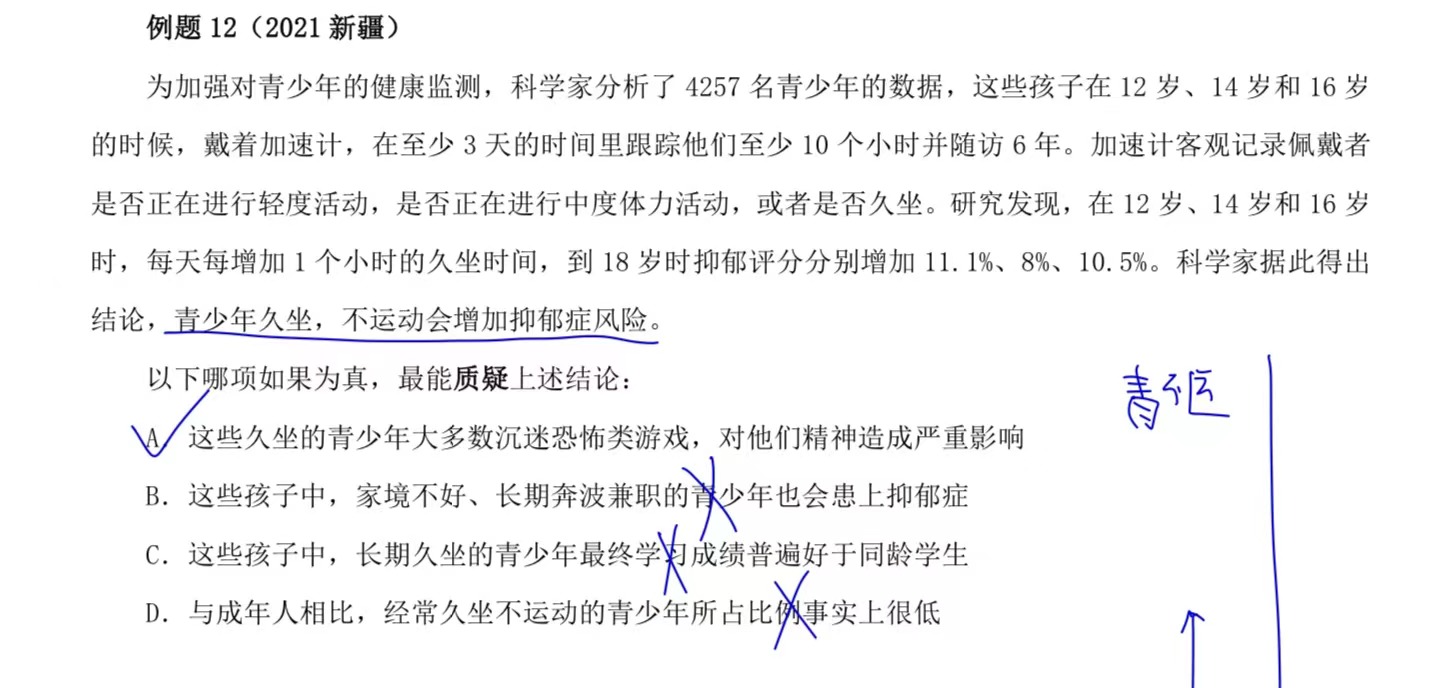 例题 12（2021 新疆）
为加强对青少年的健康监测，科学家分析了 4257 名青少年的数据，这些孩子在 12 岁、14 岁和 16 岁
的时候，戴着加速计，在至少 3 天的时间里跟踪他们至少 10 个小时并随访 6 年。加速计客观记录佩戴者
是否正在进行轻度活动，是否正在进行中度体力活动，或者是否久坐。研究发现，在 12 岁、14 岁和 16 岁
时，每天每增加 1 个小时的久坐时间，到 18 岁时抑郁评分分别增加 11.1%、8%、10.5%。科学家据此得出
结论，青少年久坐，不运动会增加抑郁症风险。
以下哪项如果为真，最能质疑上述结论：
青
A. 这些久坐的青少年大多数沉迷恐怖类游戏，对他们精神造成严重影响
B. 这些孩子中，家境不好、长期奔波兼职的青少年也会患上抑郁症
C. 这些孩子中，长期久坐的青少年最终学习成绩普遍好于同龄学生
D. 与成年人相比，经常久坐不运动的青少年所占比例事实上很低